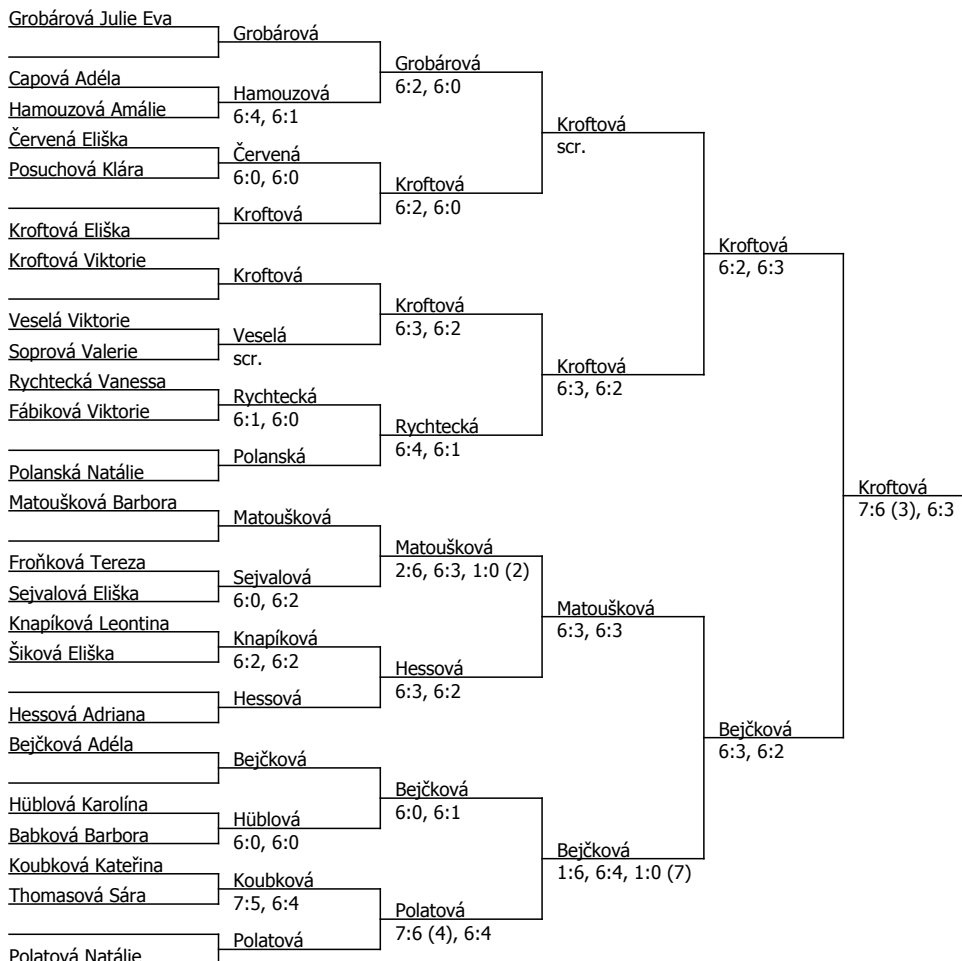 Grobárová Julie Eva
Capová Adéla
Hamouzová Amálie
Červená Eliška
Posuchová Klára
Kroftová Eliška
Kroftová Viktorie
Veselá Viktorie
Soprová Valerie
Rychtecká Vanessa
Fábiková Viktorie
Polanská Natálie
Matoušková Barbora
Froňková Tereza
Sejvalová Eliška
Knapíková Leontina
Šiková Eliška
Hessová Adriana
Bejčková Adéla
Hüblová Karolína
Babková Barbora
Koubková Kateřina
Thomasová Sára
Polatová Natálie
Grobárová
Hamouzová
6:4, 6:1
Červená
6:0, 6:0
Kroftová
Kroftová
Veselá
scr.
Rychtecká
6:1, 6:0
Polanská
Matoušková
Sejvalová
6:0, 6:2
Knapíková
6:2, 6:2
Hessová
Bejčková
Hüblová
6:0, 6:0
Koubková
7:5, 6:4
Polatová
Grobárová
6:2, 6:0
Kroftová
6:2, 6:0
Kroftová
6:3, 6:2
Rychtecká
6:4, 6:1
Matoušková
2:6, 6:3, 1:0 (2)
Hessová
6:3, 6:2
Bejčková
6:0, 6:1
Polatová
7:6 (4), 6:4
Kroftová
scr.
Kroftová
6:3, 6:2
Matoušková
6:3, 6:3
Bejčková
1:6, 6:4, 1:0 (7)
Kroftová
6:2, 6:3
Bejčková
6:3, 6:2
Kroftová
7:6 (3), 6:3